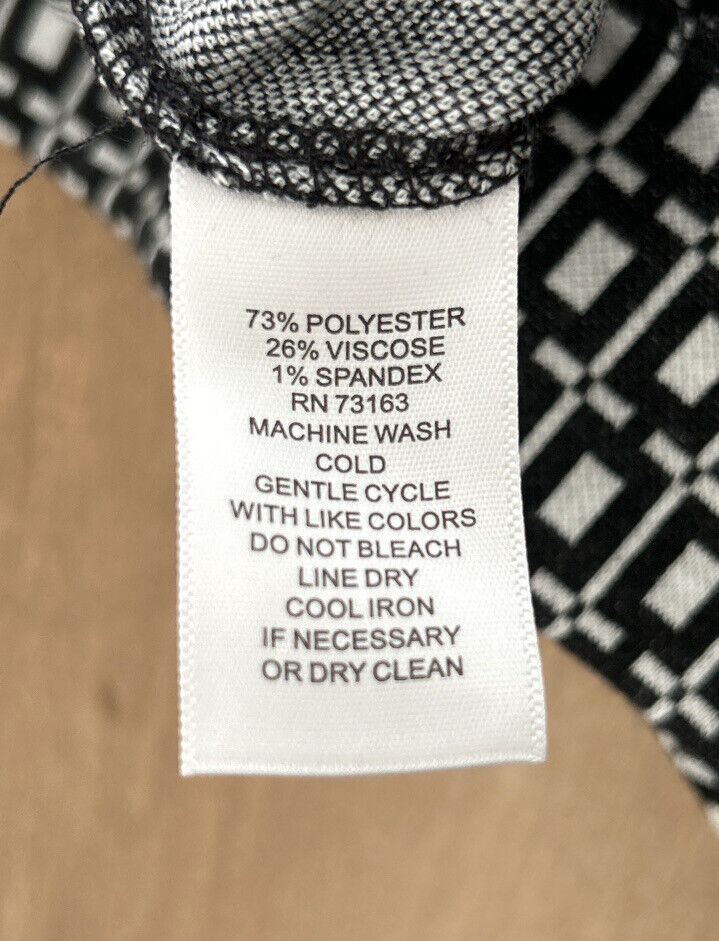 73% POLYESTER
26% VISCOSE
1% SPANDEX
RN 73163
MACHINE WASH
COLD
GENTLE CYCLE
WITH LIKE COLORS
DO NOT BLEACH
LINE DRY
COOL IRON
IF NECESSARY
OR DRY CLEAN